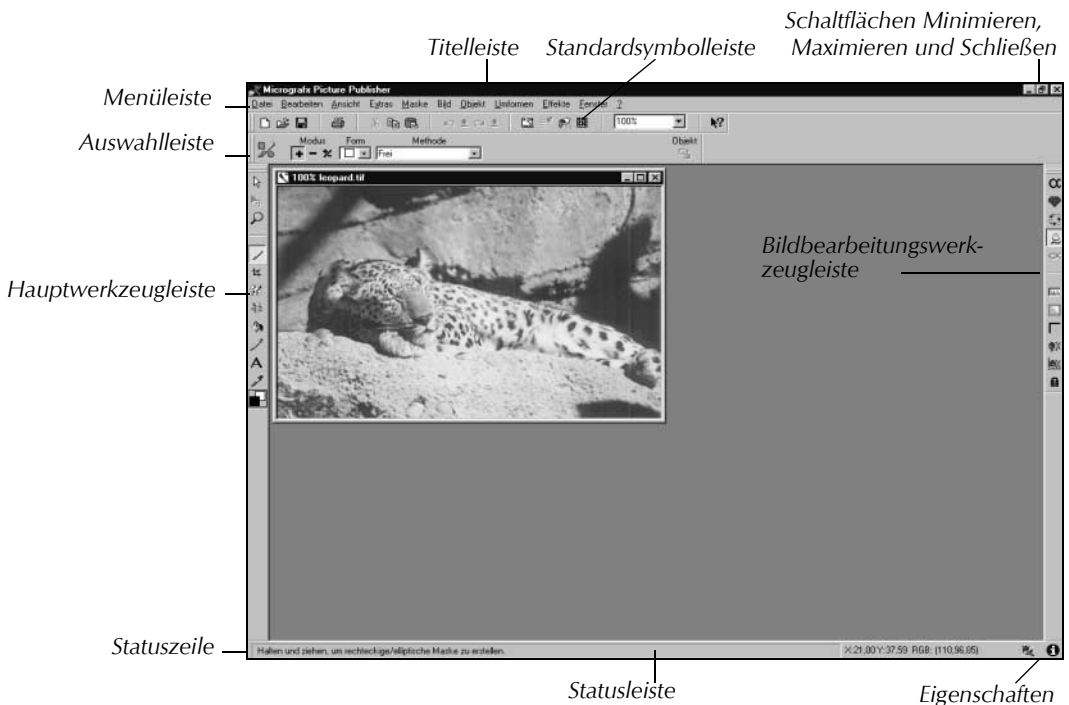 Schaltflächen Minimieren,
Titelleiste Standardsymbolleiste Maximieren und Schließen
Micrografx Picture Publisher
Menüleiste
Datei Bearbeiten Ansicht Extras Maske Bild Objekt Umformen Effekte Fenster ?
100%
Auswahlleiste
Modus Form Methode Objekt
Frei
100% leopard.tif
Bildbearbeitungswerk-
zeugleiste
Hauptwerkzeugleiste
A
Statuszeile
Halten und ziehen, um rechteckige/elliptische Maske zu erstellen.
X:21,00 Y:37,59 RGB: (110,96,85)
Statusleiste
Eigenschaften